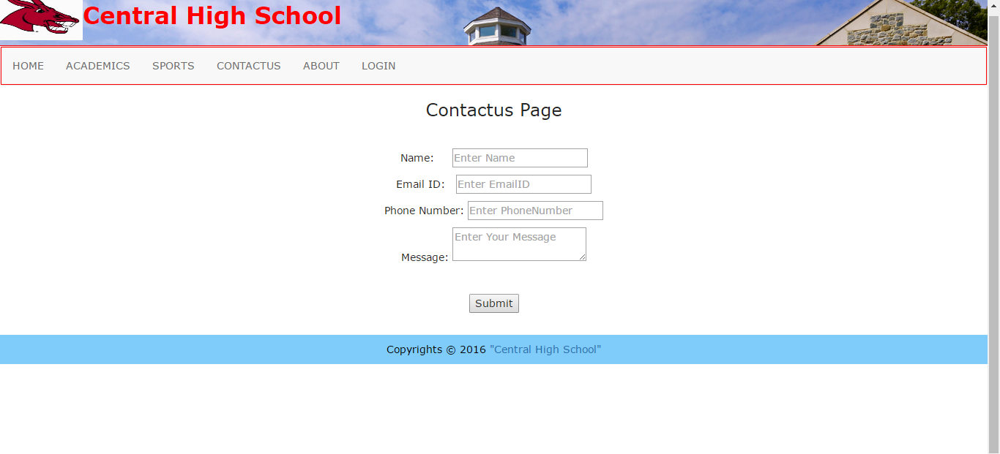 Central High School
HOME ACADEMICS SPORTS CONTACTUS ABOUT LOGIN
Contactus Page
Name: Enter Name
Email ID: Enter EmailID
Phone Number: Enter PhoneNumber
Enter Your Message
Message:
Submit
Copyrights © 2016 "Central High School"